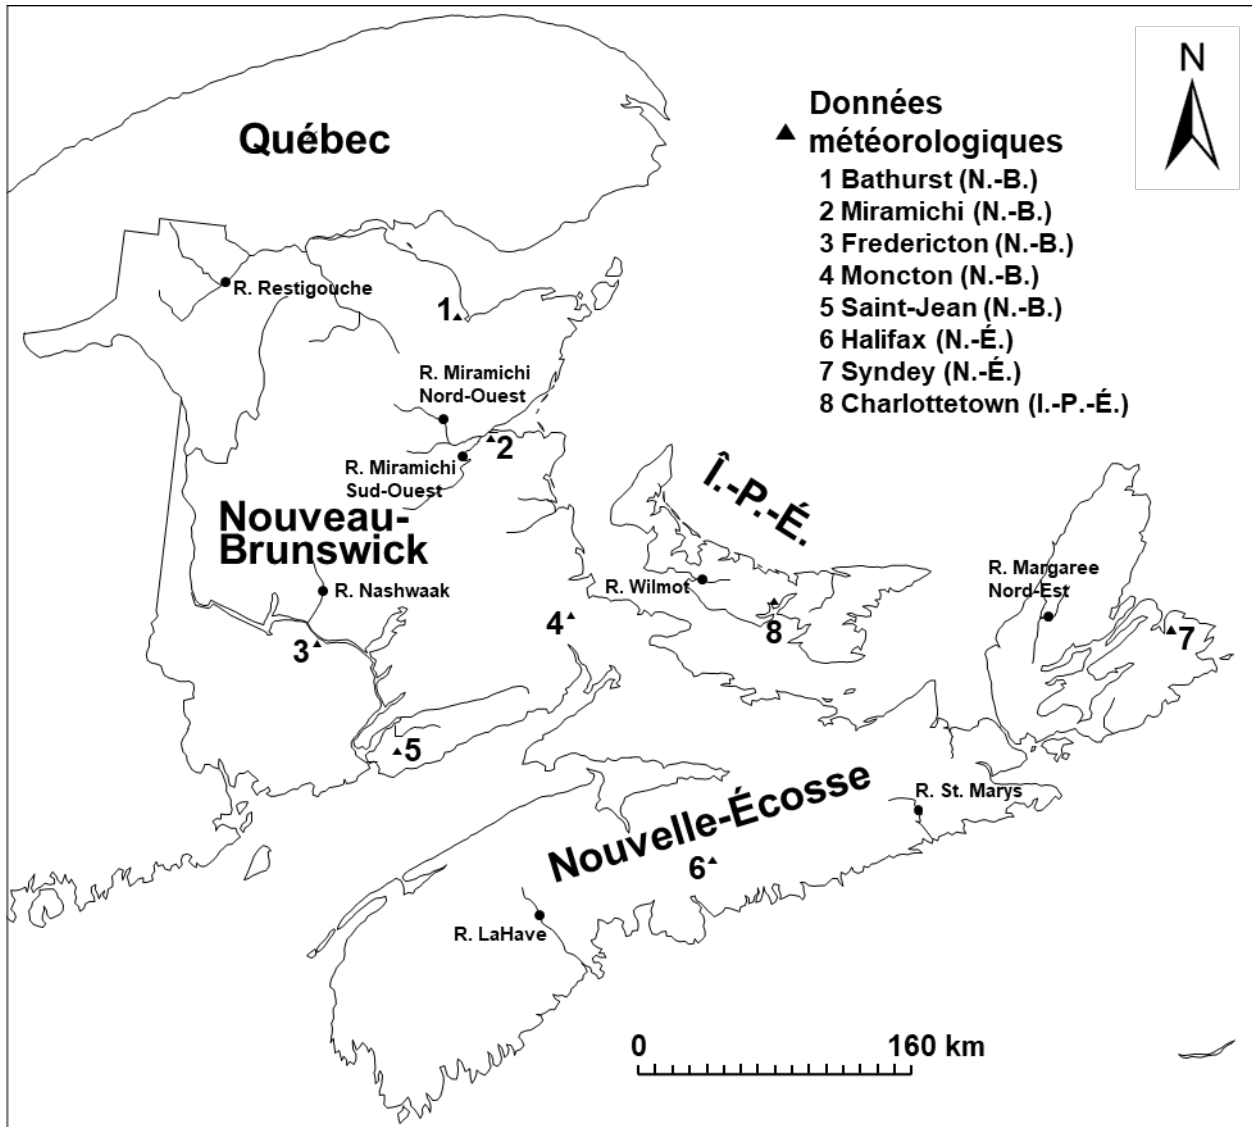 N
Données
météorologiques
1 Bathurst (N.-B.)
2 Miramichi (N.-B.)
3 Fredericton (N.-B.)
4 Moncton (N.-B.)
5 Saint-Jean (N.-B.)
6 Halifax (N.-É.)
7 Syndey (N.-É.)
8 Charlottetown (I.-P.-É.)
Québec
R. Restigouche
1
R. Miramichi
Nord-Ouest
2
R. Miramichi
Sud-Ouest
Î.-P.-É.
Nouveau-
Brunswick
R. Nashwaak
R. Wilmot
R. Margaree
Nord-Est
3
4
8
7
5
Nouvelle-Écosse
R. St. Marys
6
R. LaHave
0 160 km